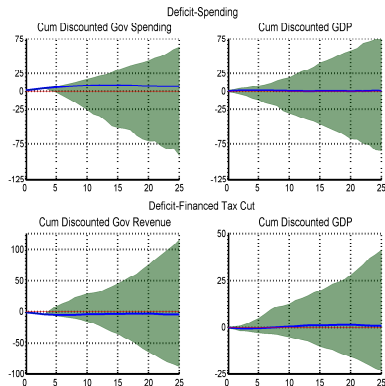 Deficit-Spending
Cum Discounted Gov Spending
Cum Discounted GDP
75
25
0
-25
-75
-125
0 5 10 15 20 25
75
25
0
-25
-75
-125
0 5 10 15 20 25
Deficit-Financed Tax Cut
Cum Discounted Gov Revenue
Cum Discounted GDP
100
50
0
-50
-100
0 5 10 15 20 25
50
25
0
-25
0 5 10 15 20 25